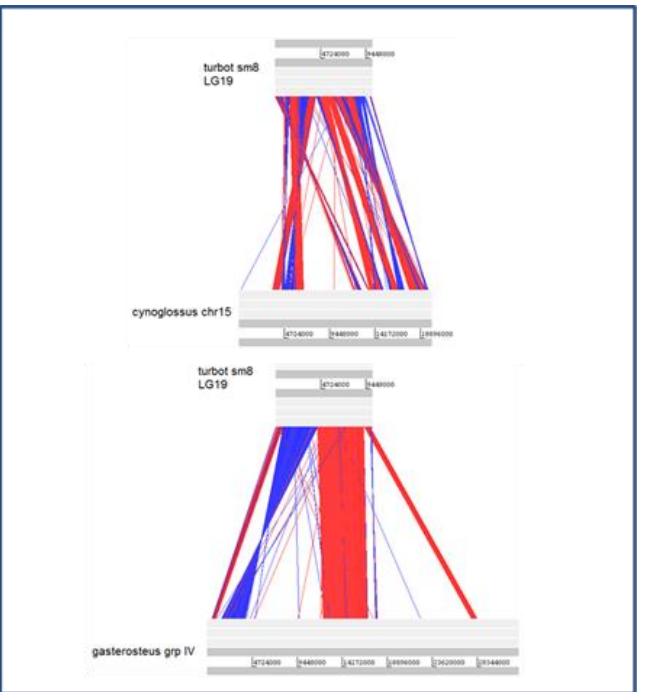 4724000 9448000
turbot sm8
LG19
cynoglossus chr15
4724000 9448000 14172000 18896000
turbot sm8
LG19
4724000 9448000
gasterosteus grp IV
4724000 9448000 14172000 18896000 23620000 28344000